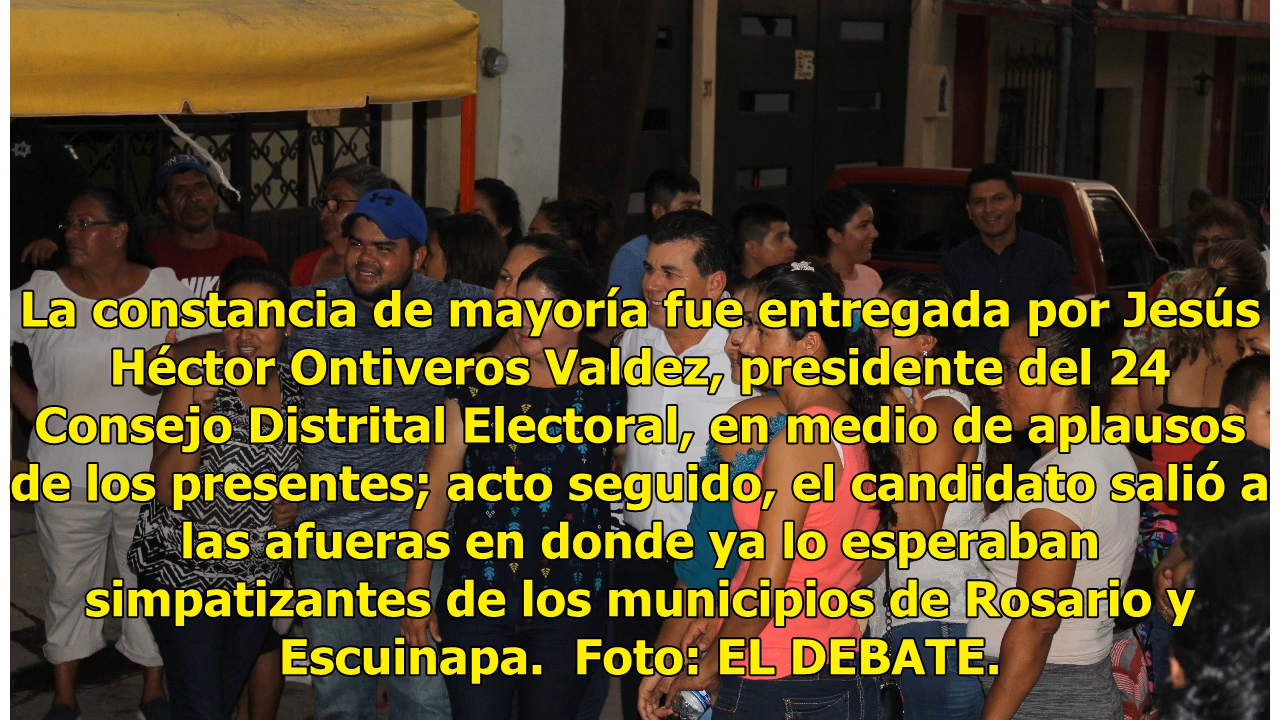 La constancia de mayoría fue entregada por Jesús
Héctor Ontiveros Valdez, presidente del 24
Consejo Distrital Electoral, en medio de aplausos
de los presentes; acto seguido, el candidato salió a
las afueras en donde ya lo esperaban
simpatizantes de los municipios de Rosario y
Escuinapa.  Foto: EL DEBATE.
31